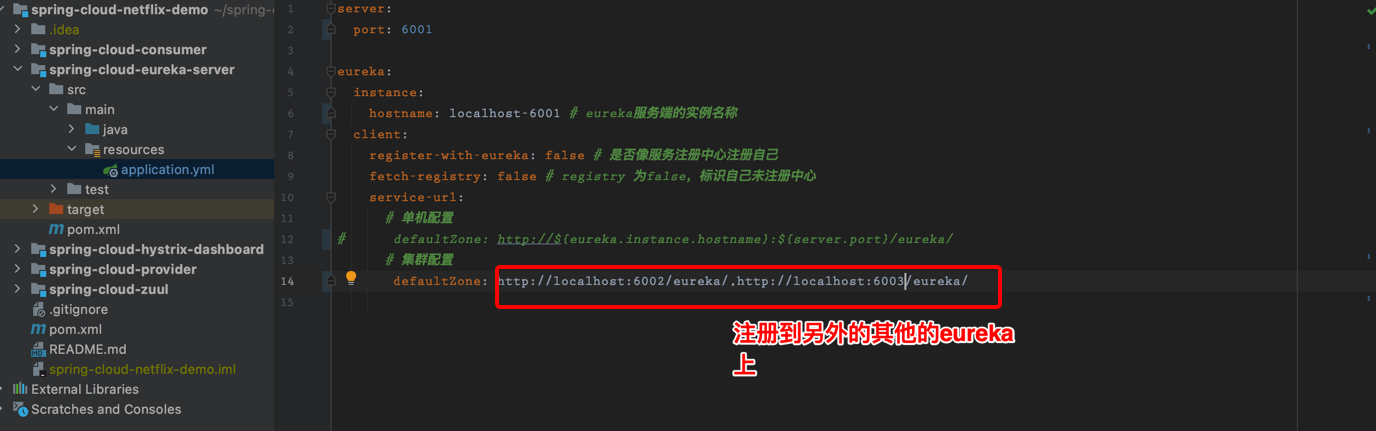 spring-cloud-netflix-demo ~/spring-c
.idea
spring-cloud-consumer
spring-cloud-eureka-server
src
main
java
resources
application.yml
test
target
pom.xml
spring-cloud-hystrix-dashboard
spring-cloud-provider
spring-cloud-zuul
.gitignore
pom.xml
README.md
spring-cloud-netflix-demo.iml
External Libraries
Scratches and Consoles
1 server:
2 port: 6001
3
4 eureka:
5 instance:
6 hostname: localhost-6001 # eureka服务端的实例名称
7 client:
8 register-with-eureka: false # 是否像服务注册中心注册自己
9 fetch-registry: false # registry 为false，标识自己未注册中心
10 service-url:
11 # 单机配置
12 # defaultZone: http://${eureka.instance.hostname}:${server.port}/eureka/
13 # 集群配置
14 defaultZone: http://localhost:6002/eureka/,http://localhost:6003/eureka/
15
注册到另外的其他的eureka
上